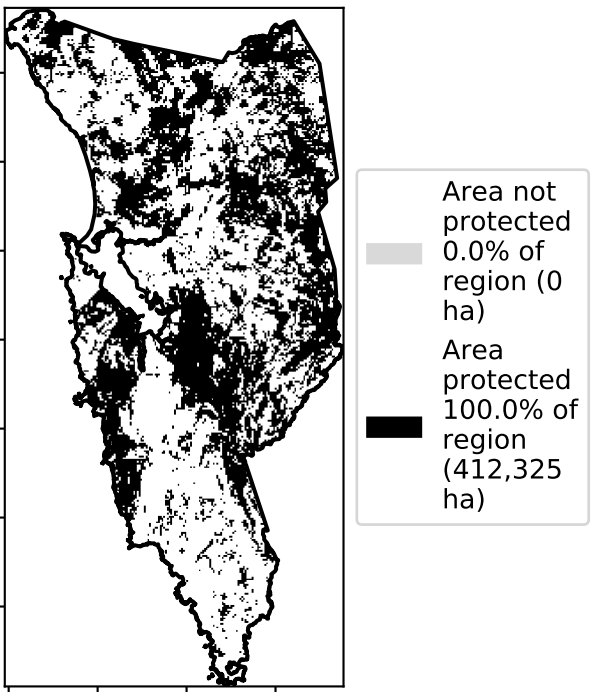 Area not
protected
0.0% of
region (0
ha)
Area
protected
100.0% of
region
(412,325
ha)